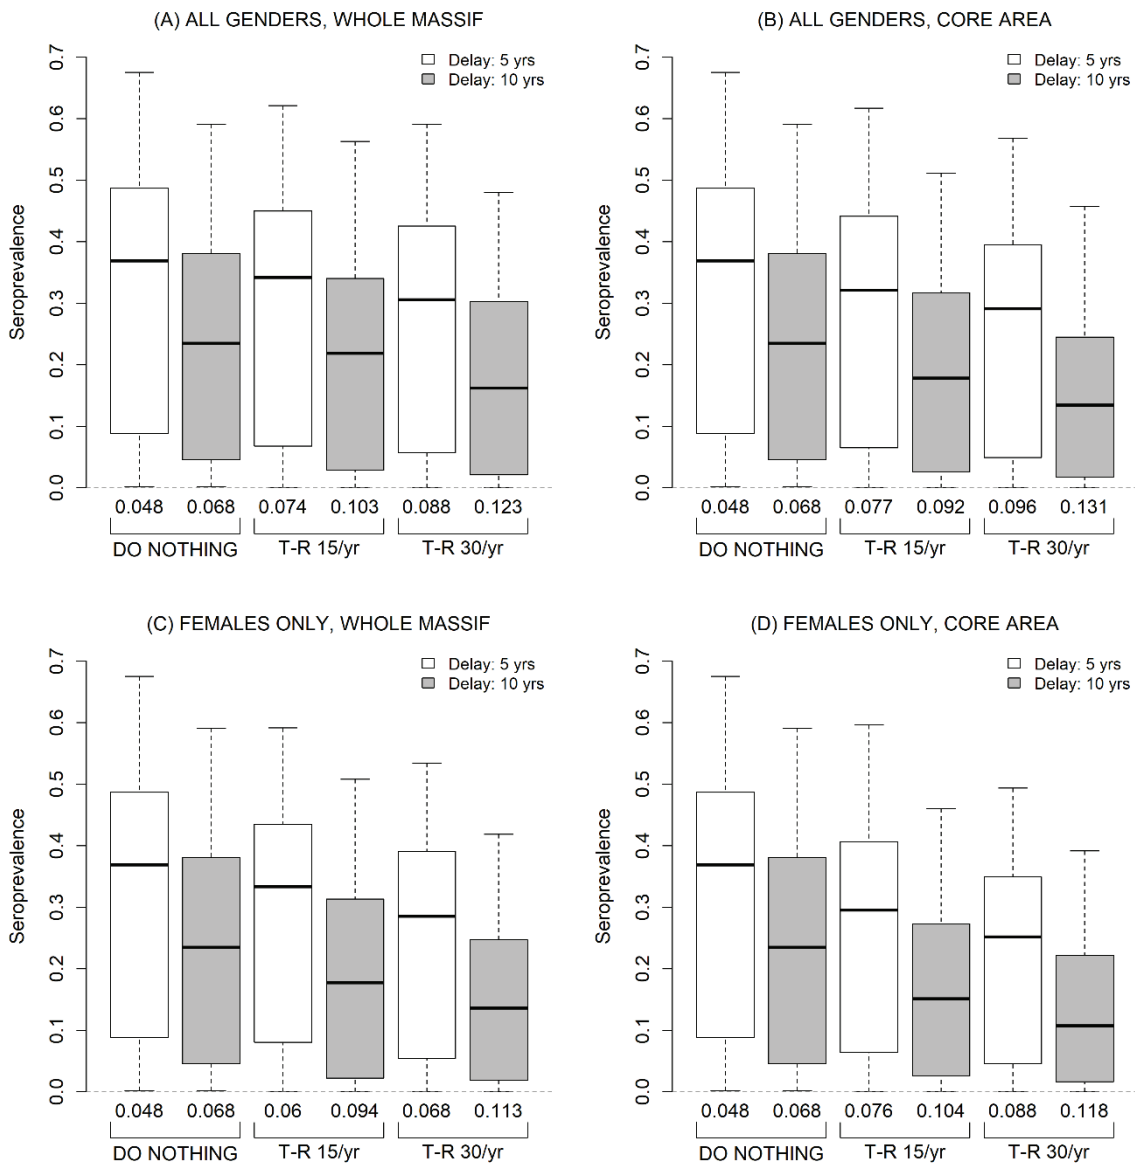 (A) ALL GENDERS, WHOLE MASSIF
Delay: 5 yrs
Delay: 10 yrs
Seroprevalence
0.7
0.6
0.5
0.4
0.3
0.2
0.1
0.0
0.048 0.068 0.074 0.103 0.088 0.123
DO NOTHING T-R 15/yr T-R 30/yr
(B) ALL GENDERS, CORE AREA
Delay: 5 yrs
Delay: 10 yrs
Seroprevalence
0.7
0.6
0.5
0.4
0.3
0.2
0.1
0.0
0.048 0.068 0.077 0.092 0.096 0.131
DO NOTHING T-R 15/yr T-R 30/yr
(C) FEMALES ONLY, WHOLE MASSIF
Delay: 5 yrs
Delay: 10 yrs
Seroprevalence
0.7
0.6
0.5
0.4
0.3
0.2
0.1
0.0
0.048 0.068 0.06 0.094 0.068 0.113
DO NOTHING T-R 15/yr T-R 30/yr
(D) FEMALES ONLY, CORE AREA
Delay: 5 yrs
Delay: 10 yrs
Seroprevalence
0.7
0.6
0.5
0.4
0.3
0.2
0.1
0.0
0.048 0.068 0.076 0.104 0.088 0.118
DO NOTHING T-R 15/yr T-R 30/yr